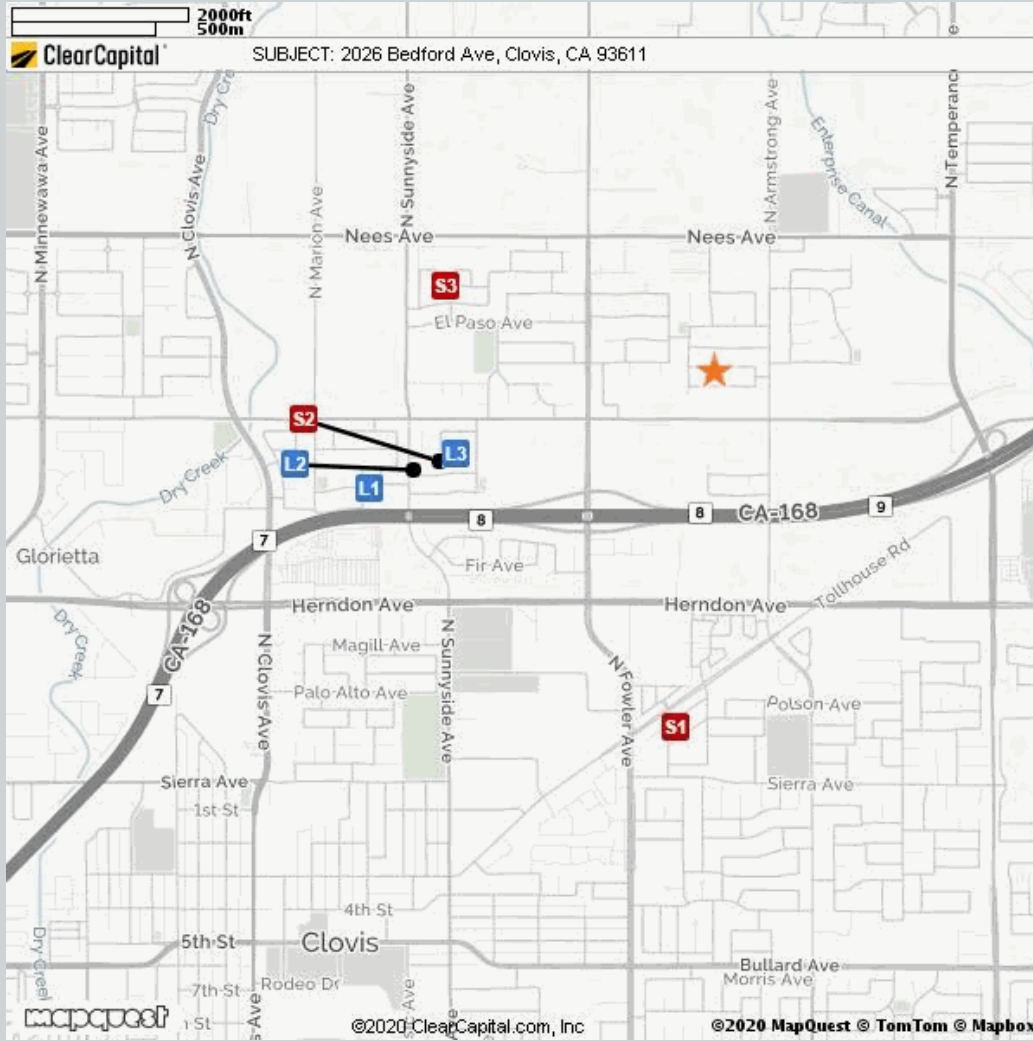 2000ft
500m
ClearCapital
SUBJECT: 2026 Bedford Ave, Clovis, CA 93611
Dry Cre
N Minnewawa Ave
N Clovis Ave
N Marion Ave
N Sunnyside Ave
N Armstrong Ave
Enterprise Canal
N Temperanc
Nees Ave
Nees Ave
S3
El Paso Ave
S2
L3
L2
L1
Dry Creek
8
8
CA-168
9
7
Glorietta
Fir Ave
Tollhouse Rd
Herndon Ave
Herndon Ave
CA-168
Dry Creek
Magill Ave
N Clovis Ave
N Sunnyside Ave
N Fowler Ave
7
Palo Alto Ave
Polson Ave
S1
Sierra Ave
Sierra Ave
1st St
4th St
5th St
Clovis
Dry Creek
Bullard Ave
Rodeo Dr
Morris Ave
7th St
s Ave
mapquest
©2020 ClearCapital.com, Inc
©2020 MapQuest © TomTom © Mapbox